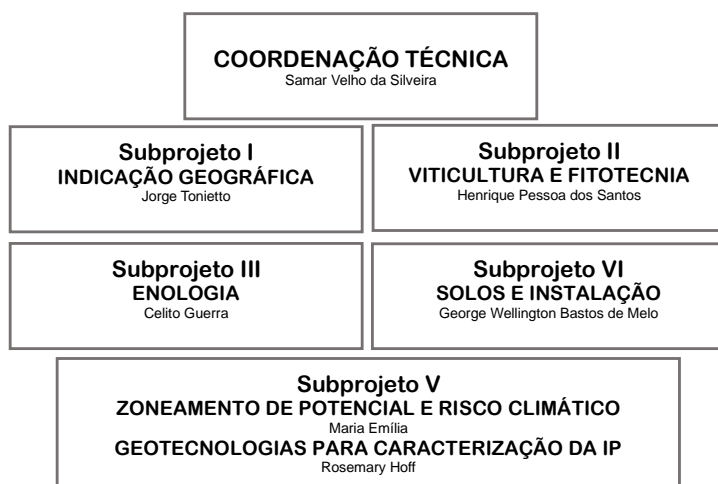 COORDENAÇÃO TÉCNICA
Samar Velho da Silveira
Subprojeto I
INDICAÇÃO GEOGRÁFICA
Jorge Tonietto
Subprojeto II
VITICULTURA E FITOTECNIA
Henrique Pessoa dos Santos
Subprojeto III
ENOLOGIA
Celito Guerra
Subprojeto VI
SOLOS E INSTALAÇÃO
George Wellington Bastos de Melo
Subprojeto V
ZONEAMENTO DE POTENCIAL E RISCO CLIMÁTICO
Maria Emília
GEOTECNOLOGIAS PARA CARACTERIZAÇÃO DA IP
Rosemary Hoff